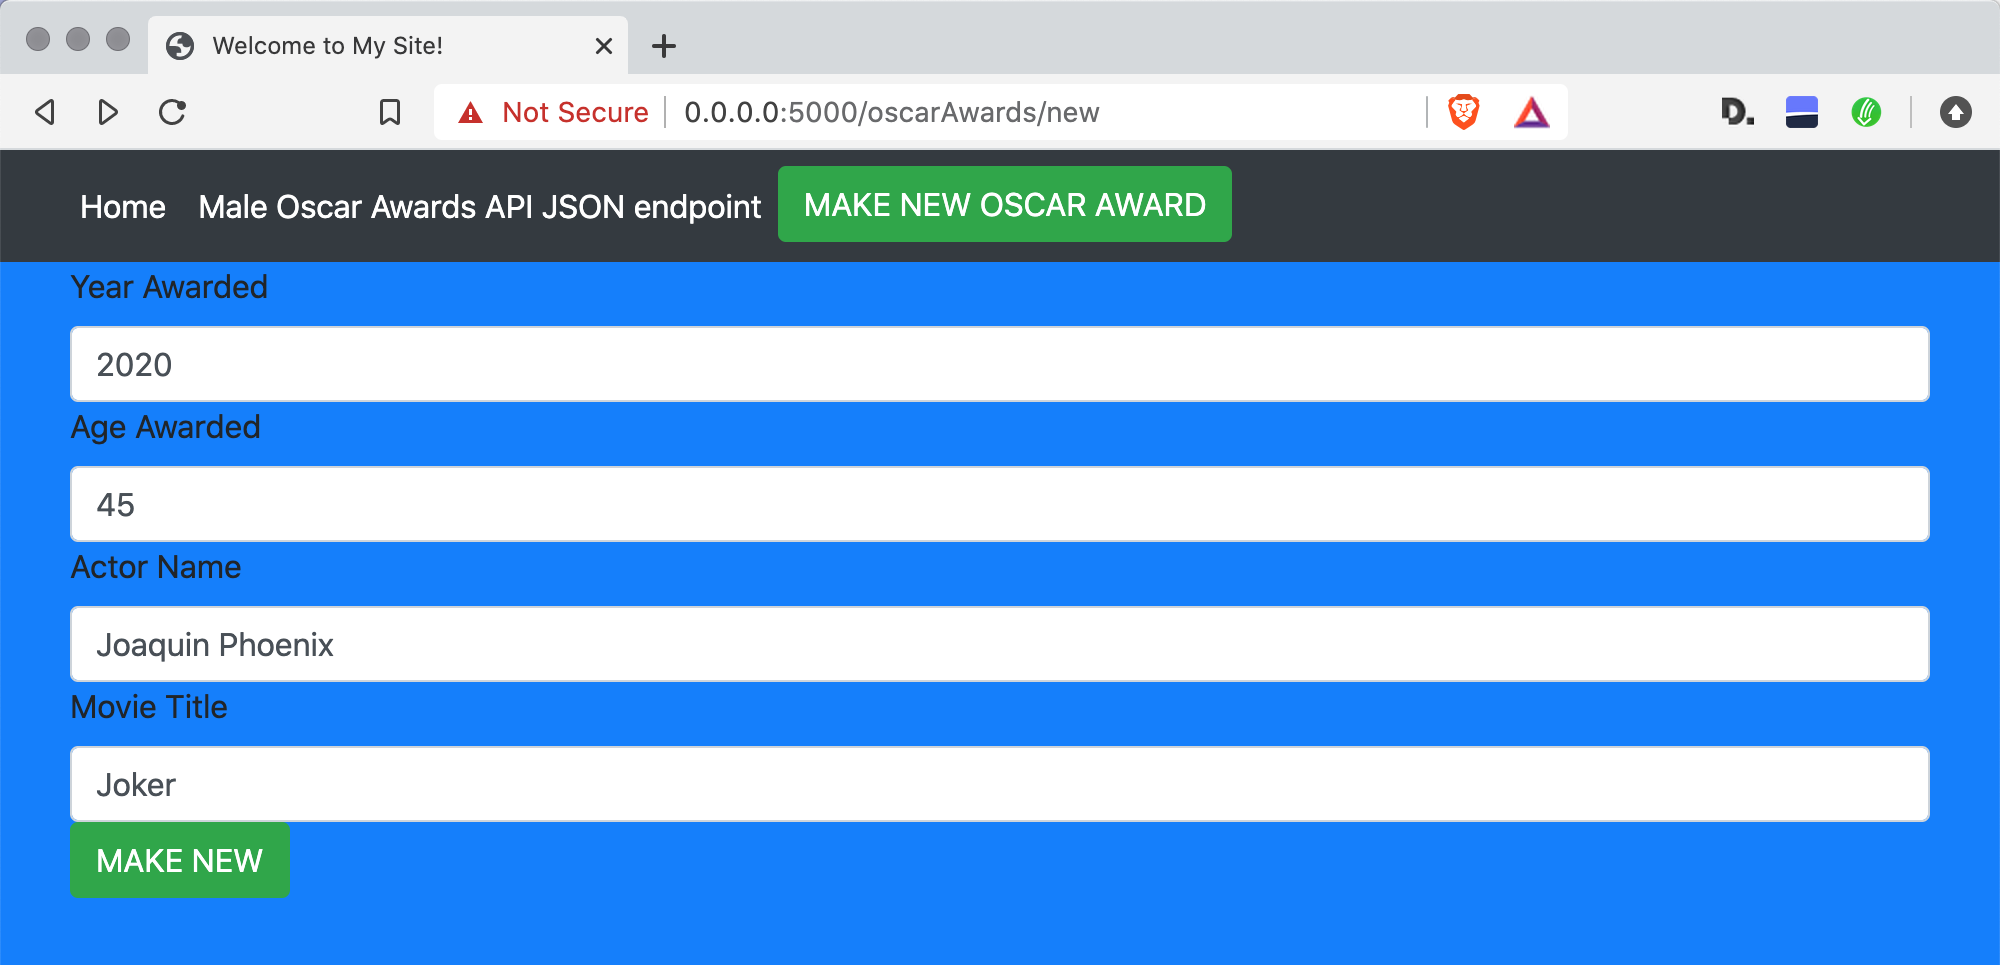 Welcome to My Site!
Not Secure 0.0.0.0:5000/oscarAwards/new D.
Home Male Oscar Awards API JSON endpoint MAKE NEW OSCAR AWARD
Year Awarded
2020
Age Awarded
45
Actor Name
Joaquin Phoenix
Movie Title
Joker
MAKE NEW